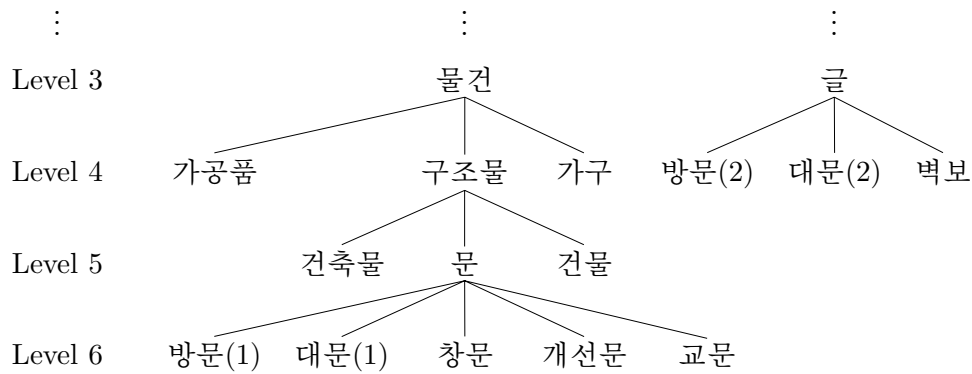 ⋮ ⋮ ⋮
Level 3 물건 글
Level 4 가공품 구조물 가구 방문(2) 대문(2) 벽보
Level 5 건축물 문 건물
Level 6 방문(1) 대문(1) 창문 개선문 교문